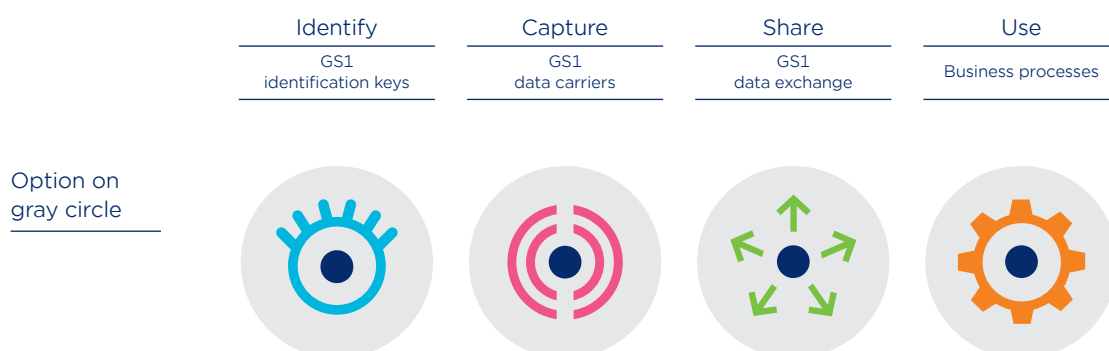 Identify
Capture
Share
Use
GS1
identification keys
GS1
data carriers
GS1
data exchange
Business processes
Option on
gray circle